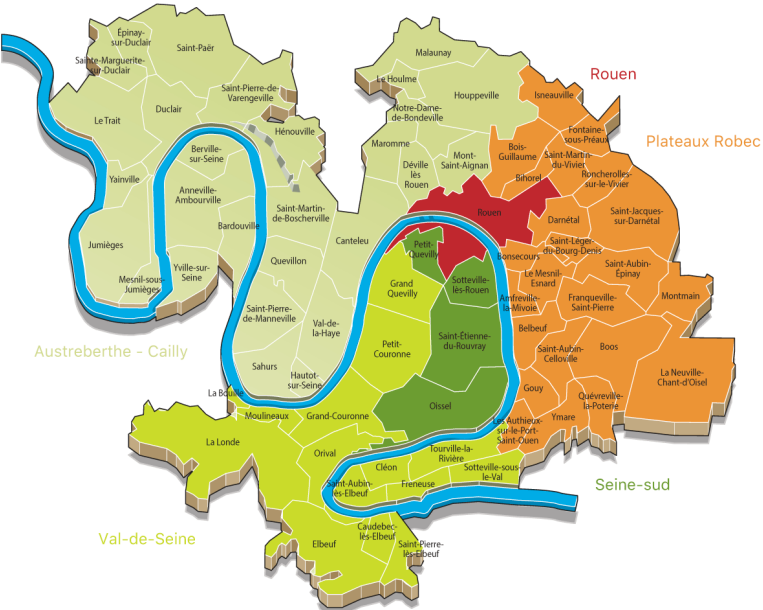 Épinay-
sur-Duclair
Saint-Paër
Sainte-Marguerite-
sur-Duclair
Saint-Pierre-de-
Varengeville
Duclair
Le Trait
Hénouville
Berville-
sur-Seine
Yainville
Anneville-
Ambourville
Saint-Martin-
de-Boscherville
Bardouville
Jumièges
Mesnil-sous-
Jumièges
Yville-sur-
Seine
Quevillon
Canteleu
Saint-Pierre-
de-Manneville
Val-de-
la-Haye
Sahurs
Hautot-
sur-Seine
Malaunay
Le Houlme
Houppeville
Notre-Dame-
de-Bondeville
Maromme
Déville
lès
Rouen
Mont-
Saint-Aignan
Austreberthe - Cailly
Rouen
Rouen
Plateaux Robec
Isneauville
Fontaine-
sous-Préaux
Bois-
Guillaume
Saint-Martin-
du-Vivier
Bihorel
Roncherolles-
sur-le-Vivier
Darnétal
Saint-Jacques-
sur-Darnétal
Saint-Léger-
du-Bourg-Denis
Bonsecours
Le Mesnil-
Esnard
Saint-Aubin-
Épinay
Montmain
Amfreville-
la-Mivoie
Franqueville-
Saint-Pierre
Belbeuf
Saint-Aubin-
Celloville
Boos
La Neuville-
Chant-d'Oisel
Gouy
Quévreville-
la-Poterie
Ymare
Les Authieux-
sur-le-Port-
Saint-Ouen
Petit-
Quevilly
Sotteville-
lès-Rouen
Saint-Étienne-
du-Rouvray
Oissel
Seine-sud
Grand
Quevilly
Petit-
Couronne
La Bouille
Moulineaux
Grand-Couronne
La Londe
Orival
Cléon
Tourville-la-
Rivière
Sotteville-sous-
le-Val
Freneuse
Saint-Aubin-
lès-Elbeuf
Caudebec-
lès-Elbeuf
Elbeuf
Saint-Pierre-
lès-Elbeuf
Val-de-Seine